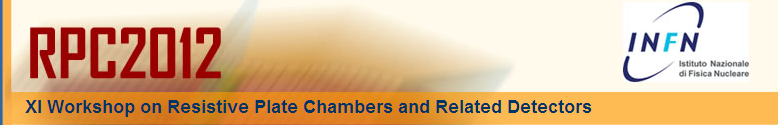 RPC2012
INFN
Istituto Nazionale
di Fisica Nucleare
XI Workshop on Resistive Plate Chambers and Related Detectors